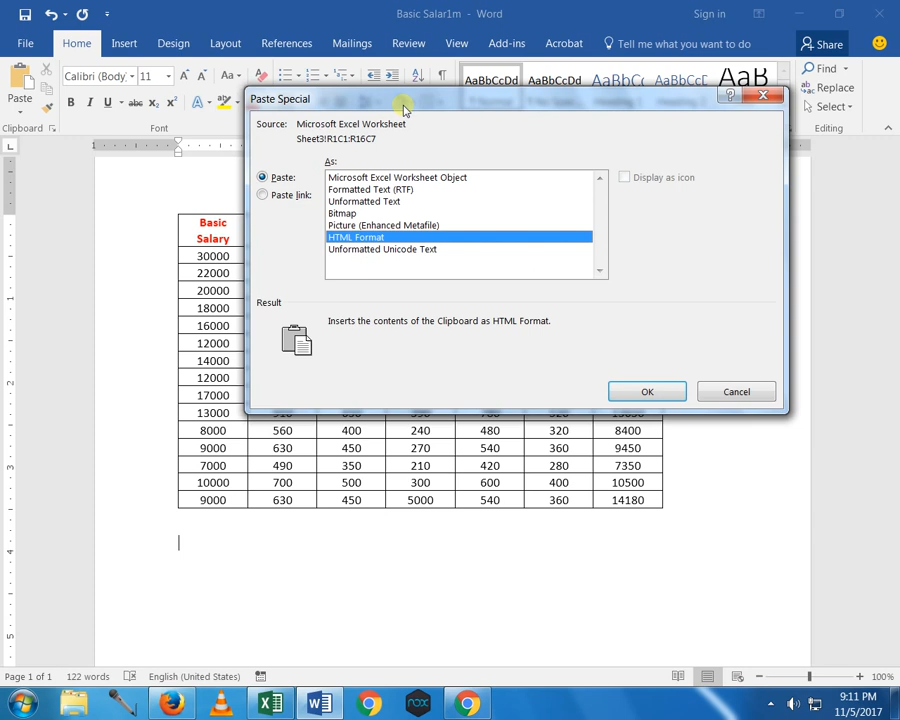 Basic Salar1m - Word
Sign in
File Home Insert Design Layout References Mailings Review View Add-ins Acrobat Tell me what you want to do Share
Paste
Calibri (Body) 11
Aa
AaBbCcDd AaBbCcDd AaBbCc AaBbCcD AaB
Find
Replace
Select
B I U abc X₂ X²
Clipboard Font Editing
Paste Special
Source: Microsoft Excel Worksheet
Sheet3!R1C1:R16C7
As:
Paste:
Paste link:
Microsoft Excel Worksheet Object
Formatted Text (RTF)
Unformatted Text
Bitmap
Picture (Enhanced Metafile)
HTML Format
Unformatted Unicode Text
Display as icon
Result
Inserts the contents of the Clipboard as HTML Format.
OK Cancel
Basic
Salary
30000
22000
20000
18000
16000
12000
14000
12000
17000
13000
8000 560 400 240 480 320 8400
9000 630 450 270 540 360 9450
7000 490 350 210 420 280 7350
10000 700 500 300 600 400 10500
9000 630 450 5000 540 360 14180
Page 1 of 1 122 words English (United States) 100%
9:11 PM
11/5/2017